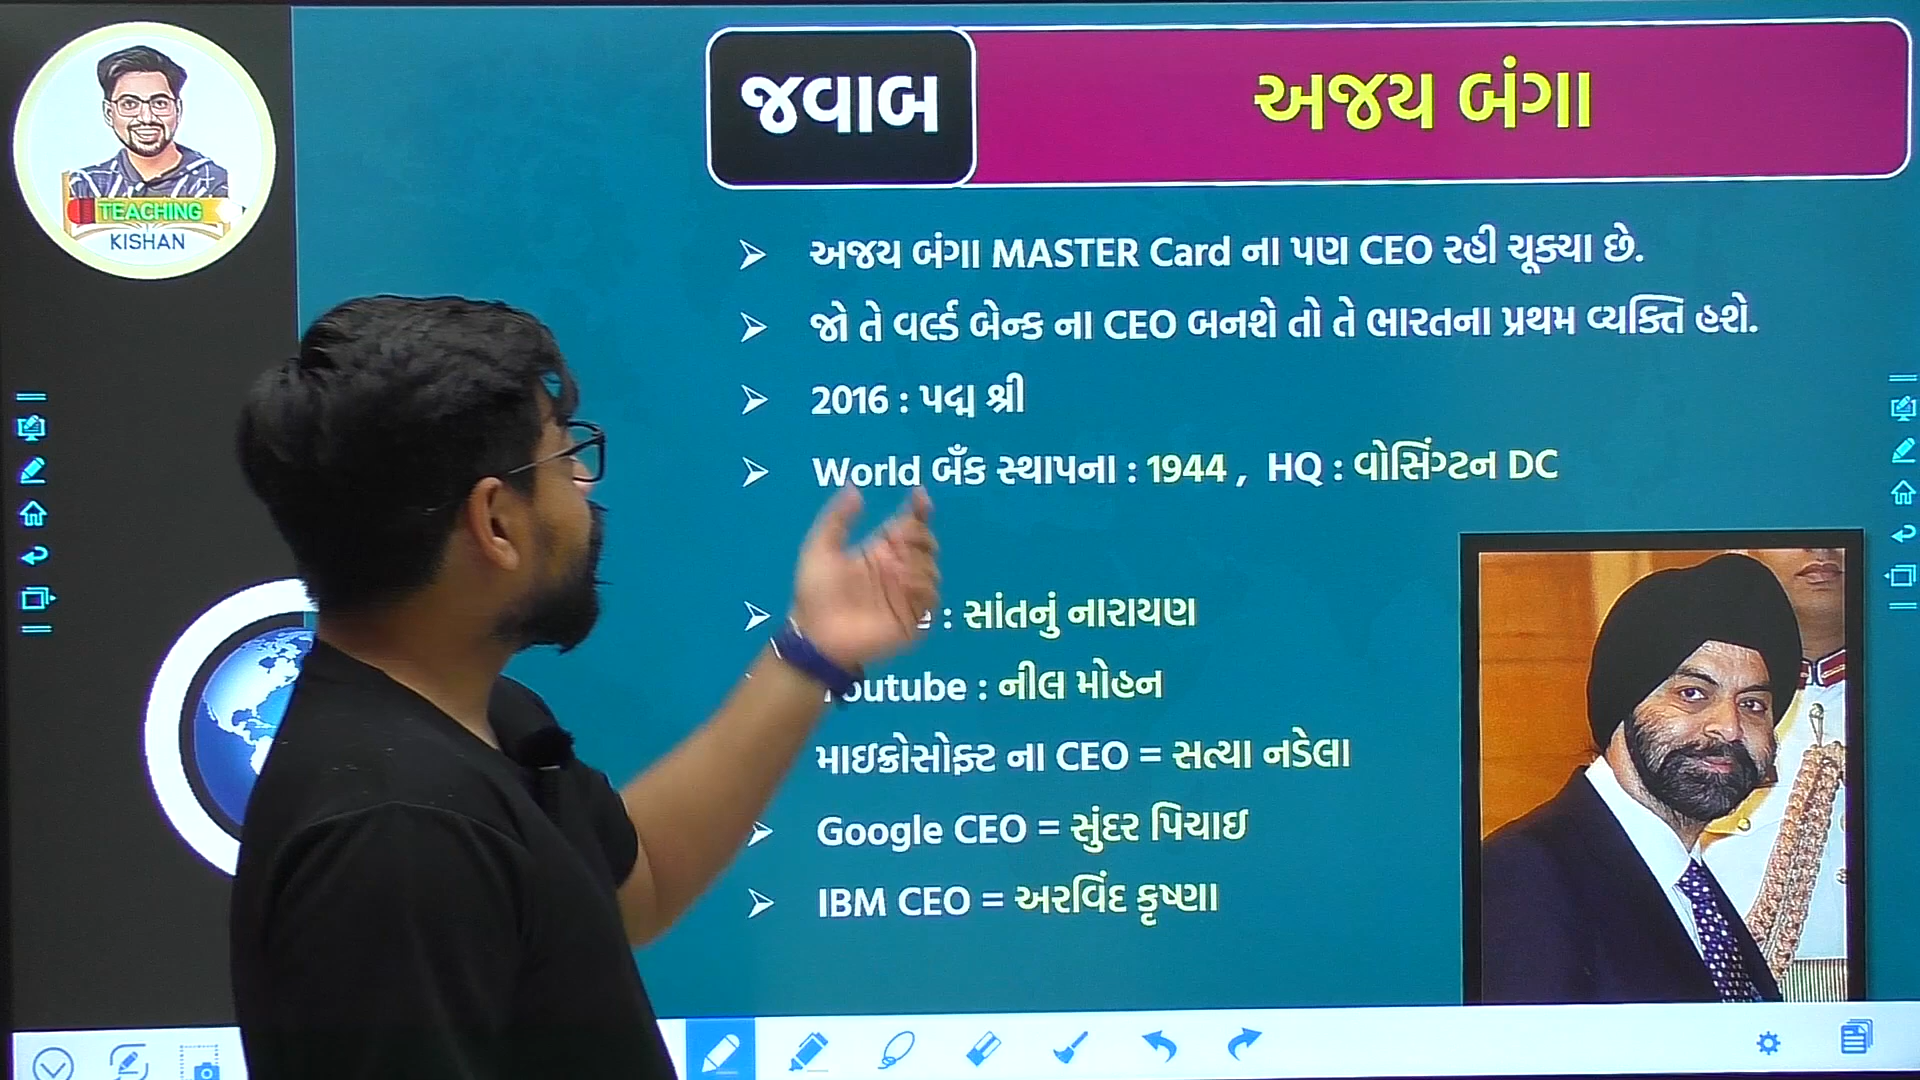 જવાબ
અજય બંગા
TEACHING
KISHAN
અજય બંગા MASTER Card ના પણ CEO રહી ચૂક્યા છે.
જો તે વર્લ્ડ બેન્ક ના CEO બનશે તો તે ભારતના પ્રથમ વ્યક્તિ હશે.
2016 : પદ્મ શ્રી
World બૅંક સ્થાપના : 1944 , HQ : વોસિંગ્ટન DC
: સાંતનું નારાયણ
Youtube : નીલ મોહન
માઇક્રોસોફ્ટ ના CEO = સત્યા નડેલા
Google CEO = સુંદર પિચાઇ
IBM CEO = અરવિંદ કૃષ્ણા